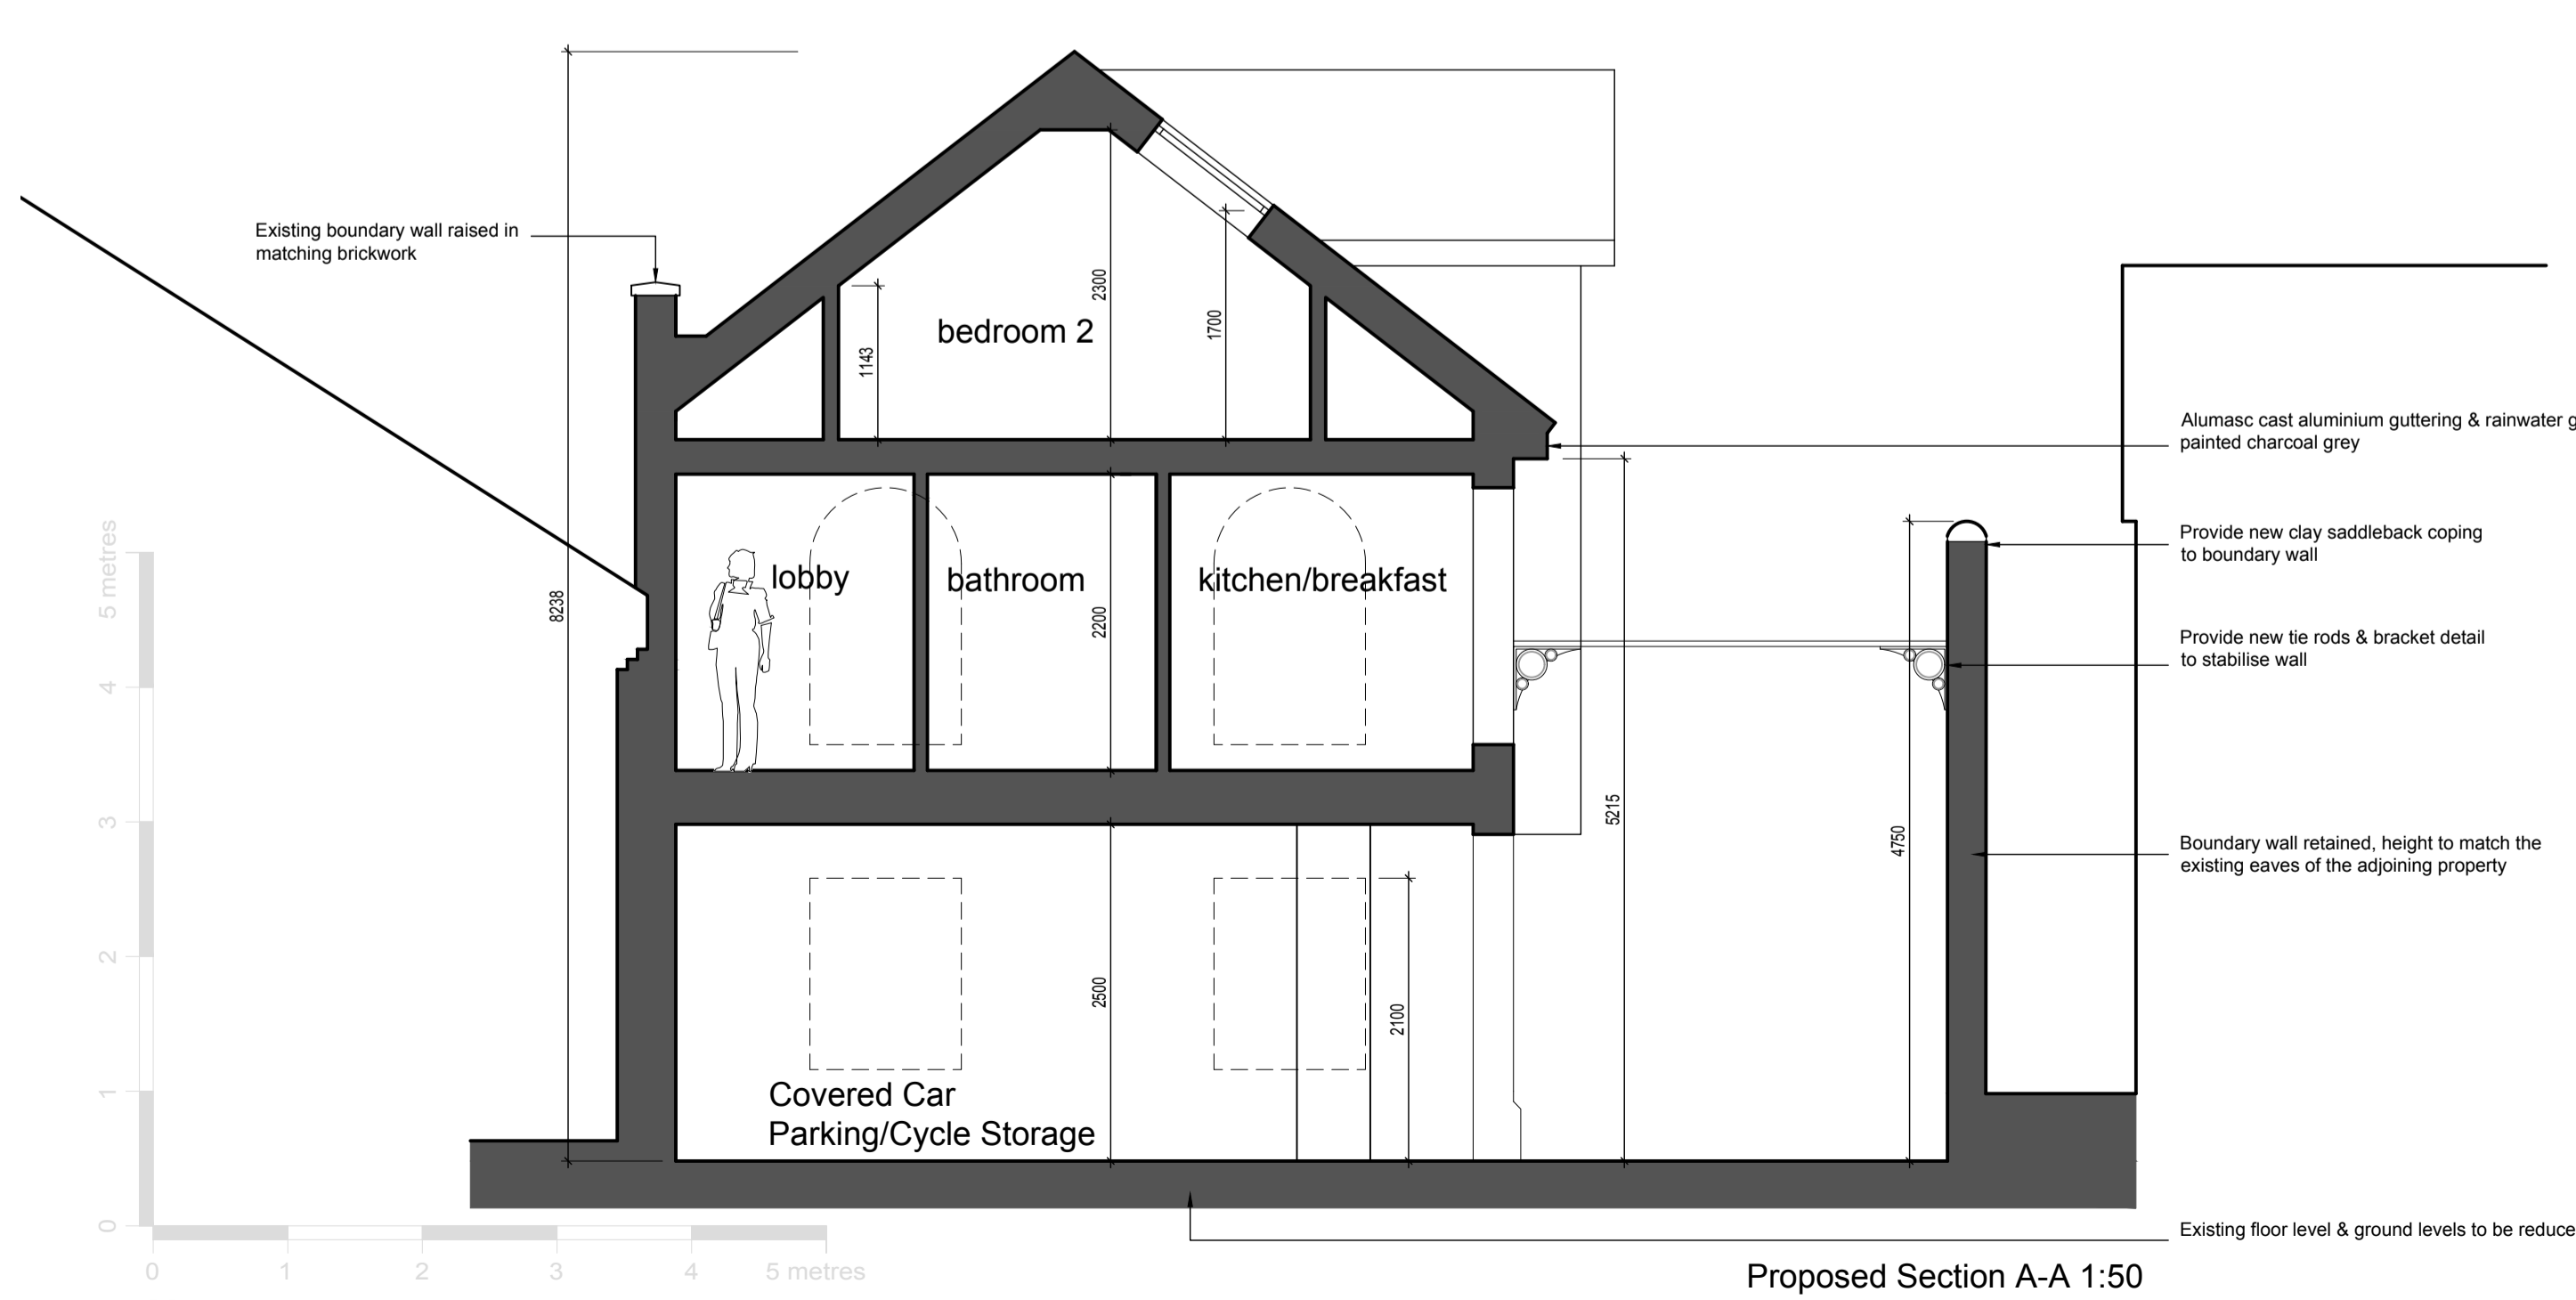 Existing boundary wall raised in
matching brickwork
2300
bedroom 2
1700
1143
Alumasc cast aluminium guttering & rainwater g
painted charcoal grey
Provide new clay saddleback coping
to boundary wall
5 metres
4
3
2
1
0
8238
lobby
bathroom
kitchen/breakfast
2200
Provide new tie rods & bracket detail
to stabilise wall
5215
4750
Boundary wall retained, height to match the
existing eaves of the adjoining property
2500
2100
Covered Car
Parking/Cycle Storage
Existing floor level & ground levels to be reduce
0 1 2 3 4 5 metres
Proposed Section A-A 1:50